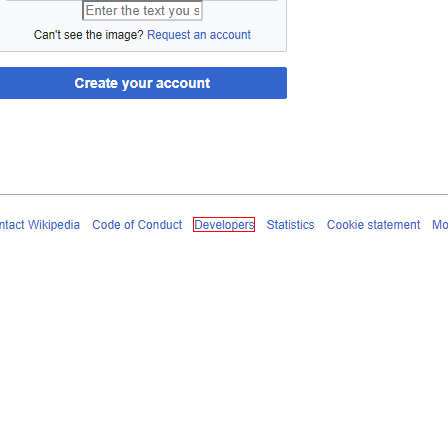 Enter the text you s
Can't see the image? Request an account
Create your account
ntact Wikipedia Code of Conduct Developers Statistics Cookie statement Mo